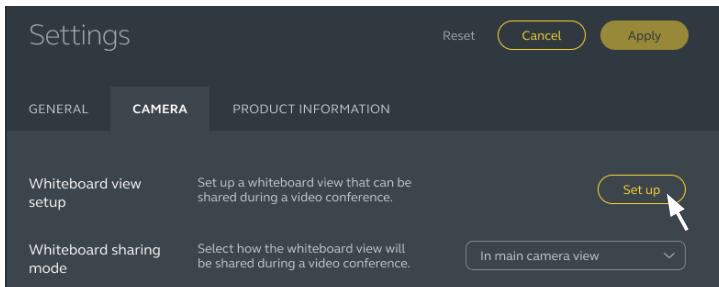 Settings
Reset
Cancel
Apply
GENERAL
CAMERA
PRODUCT INFORMATION
Whiteboard view
setup
Set up a whiteboard view that can be
shared during a video conference.
Set up
Whiteboard sharing
mode
Select how the whiteboard view will
be shared during a video conference.
In main camera view